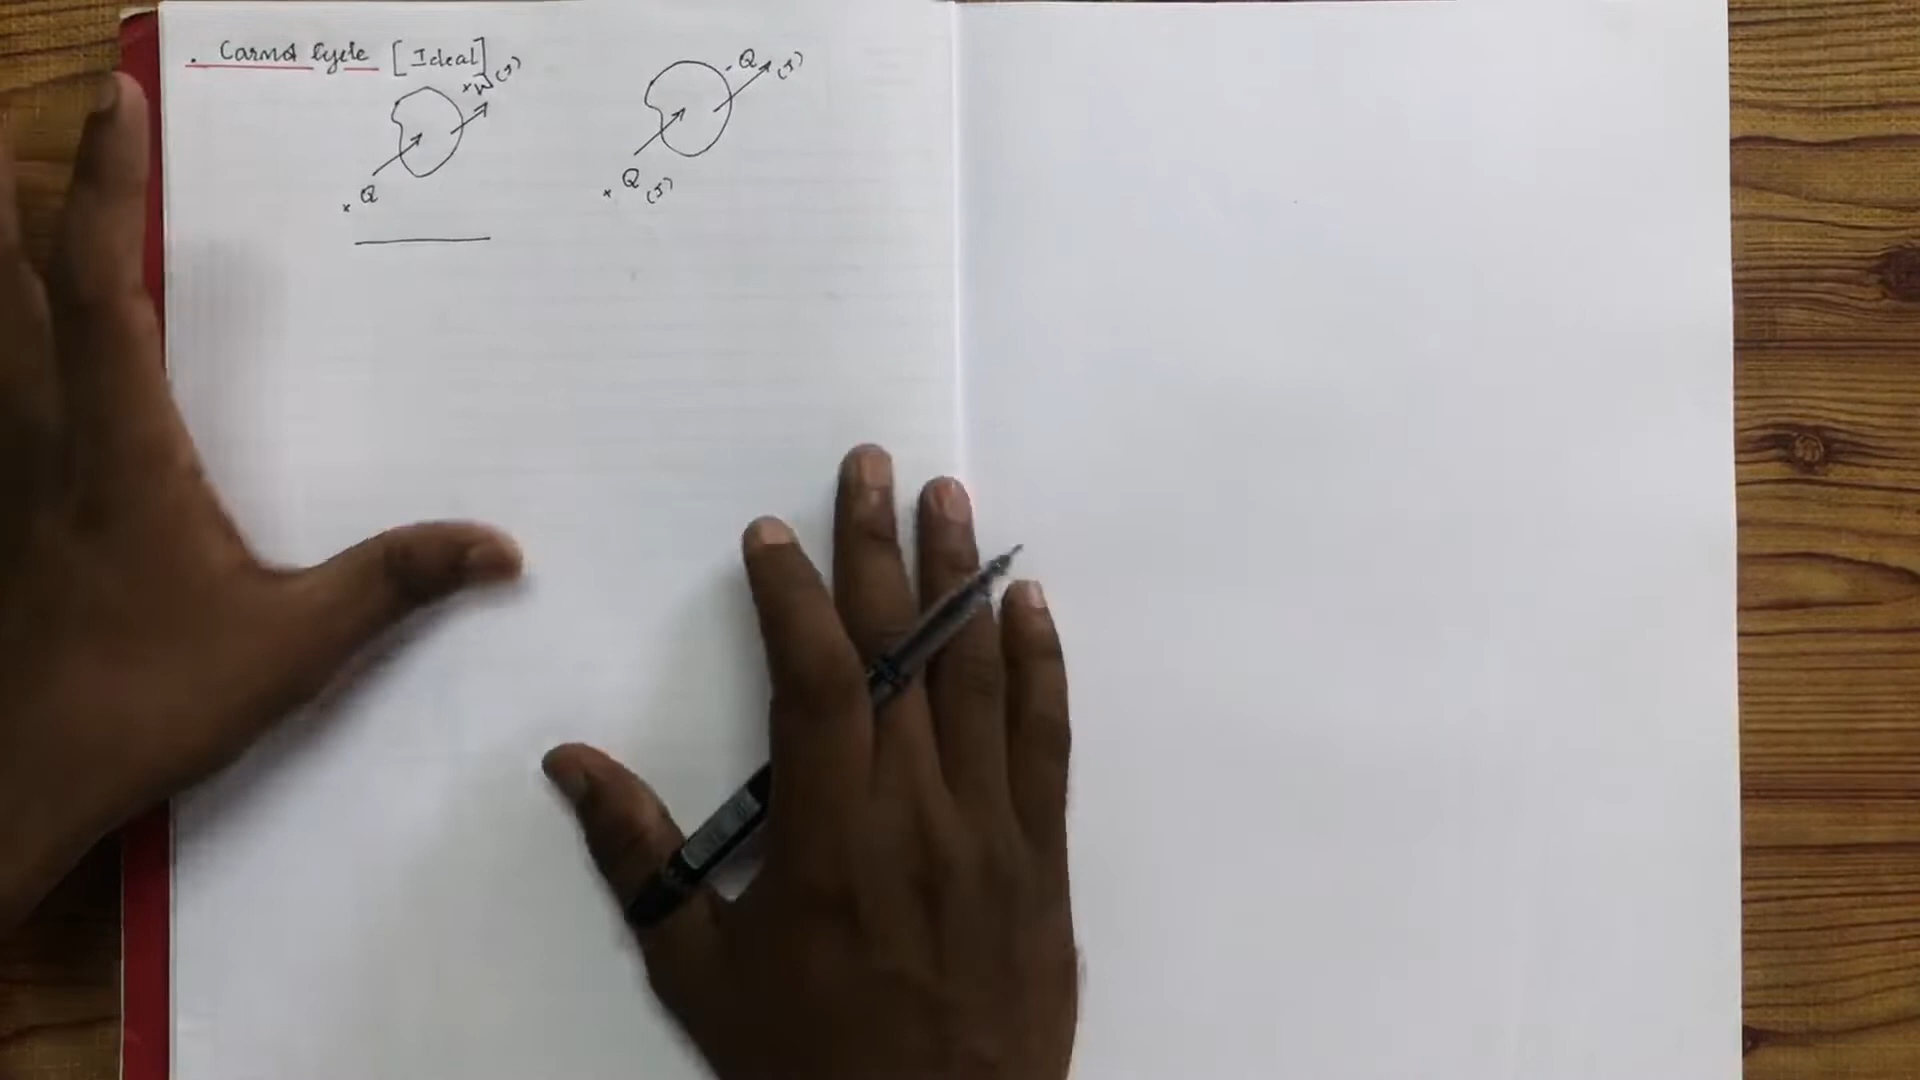 . Carnot Cycle [Ideal]
+W (J)
+ Q
- Q (J)
+ Q (J)